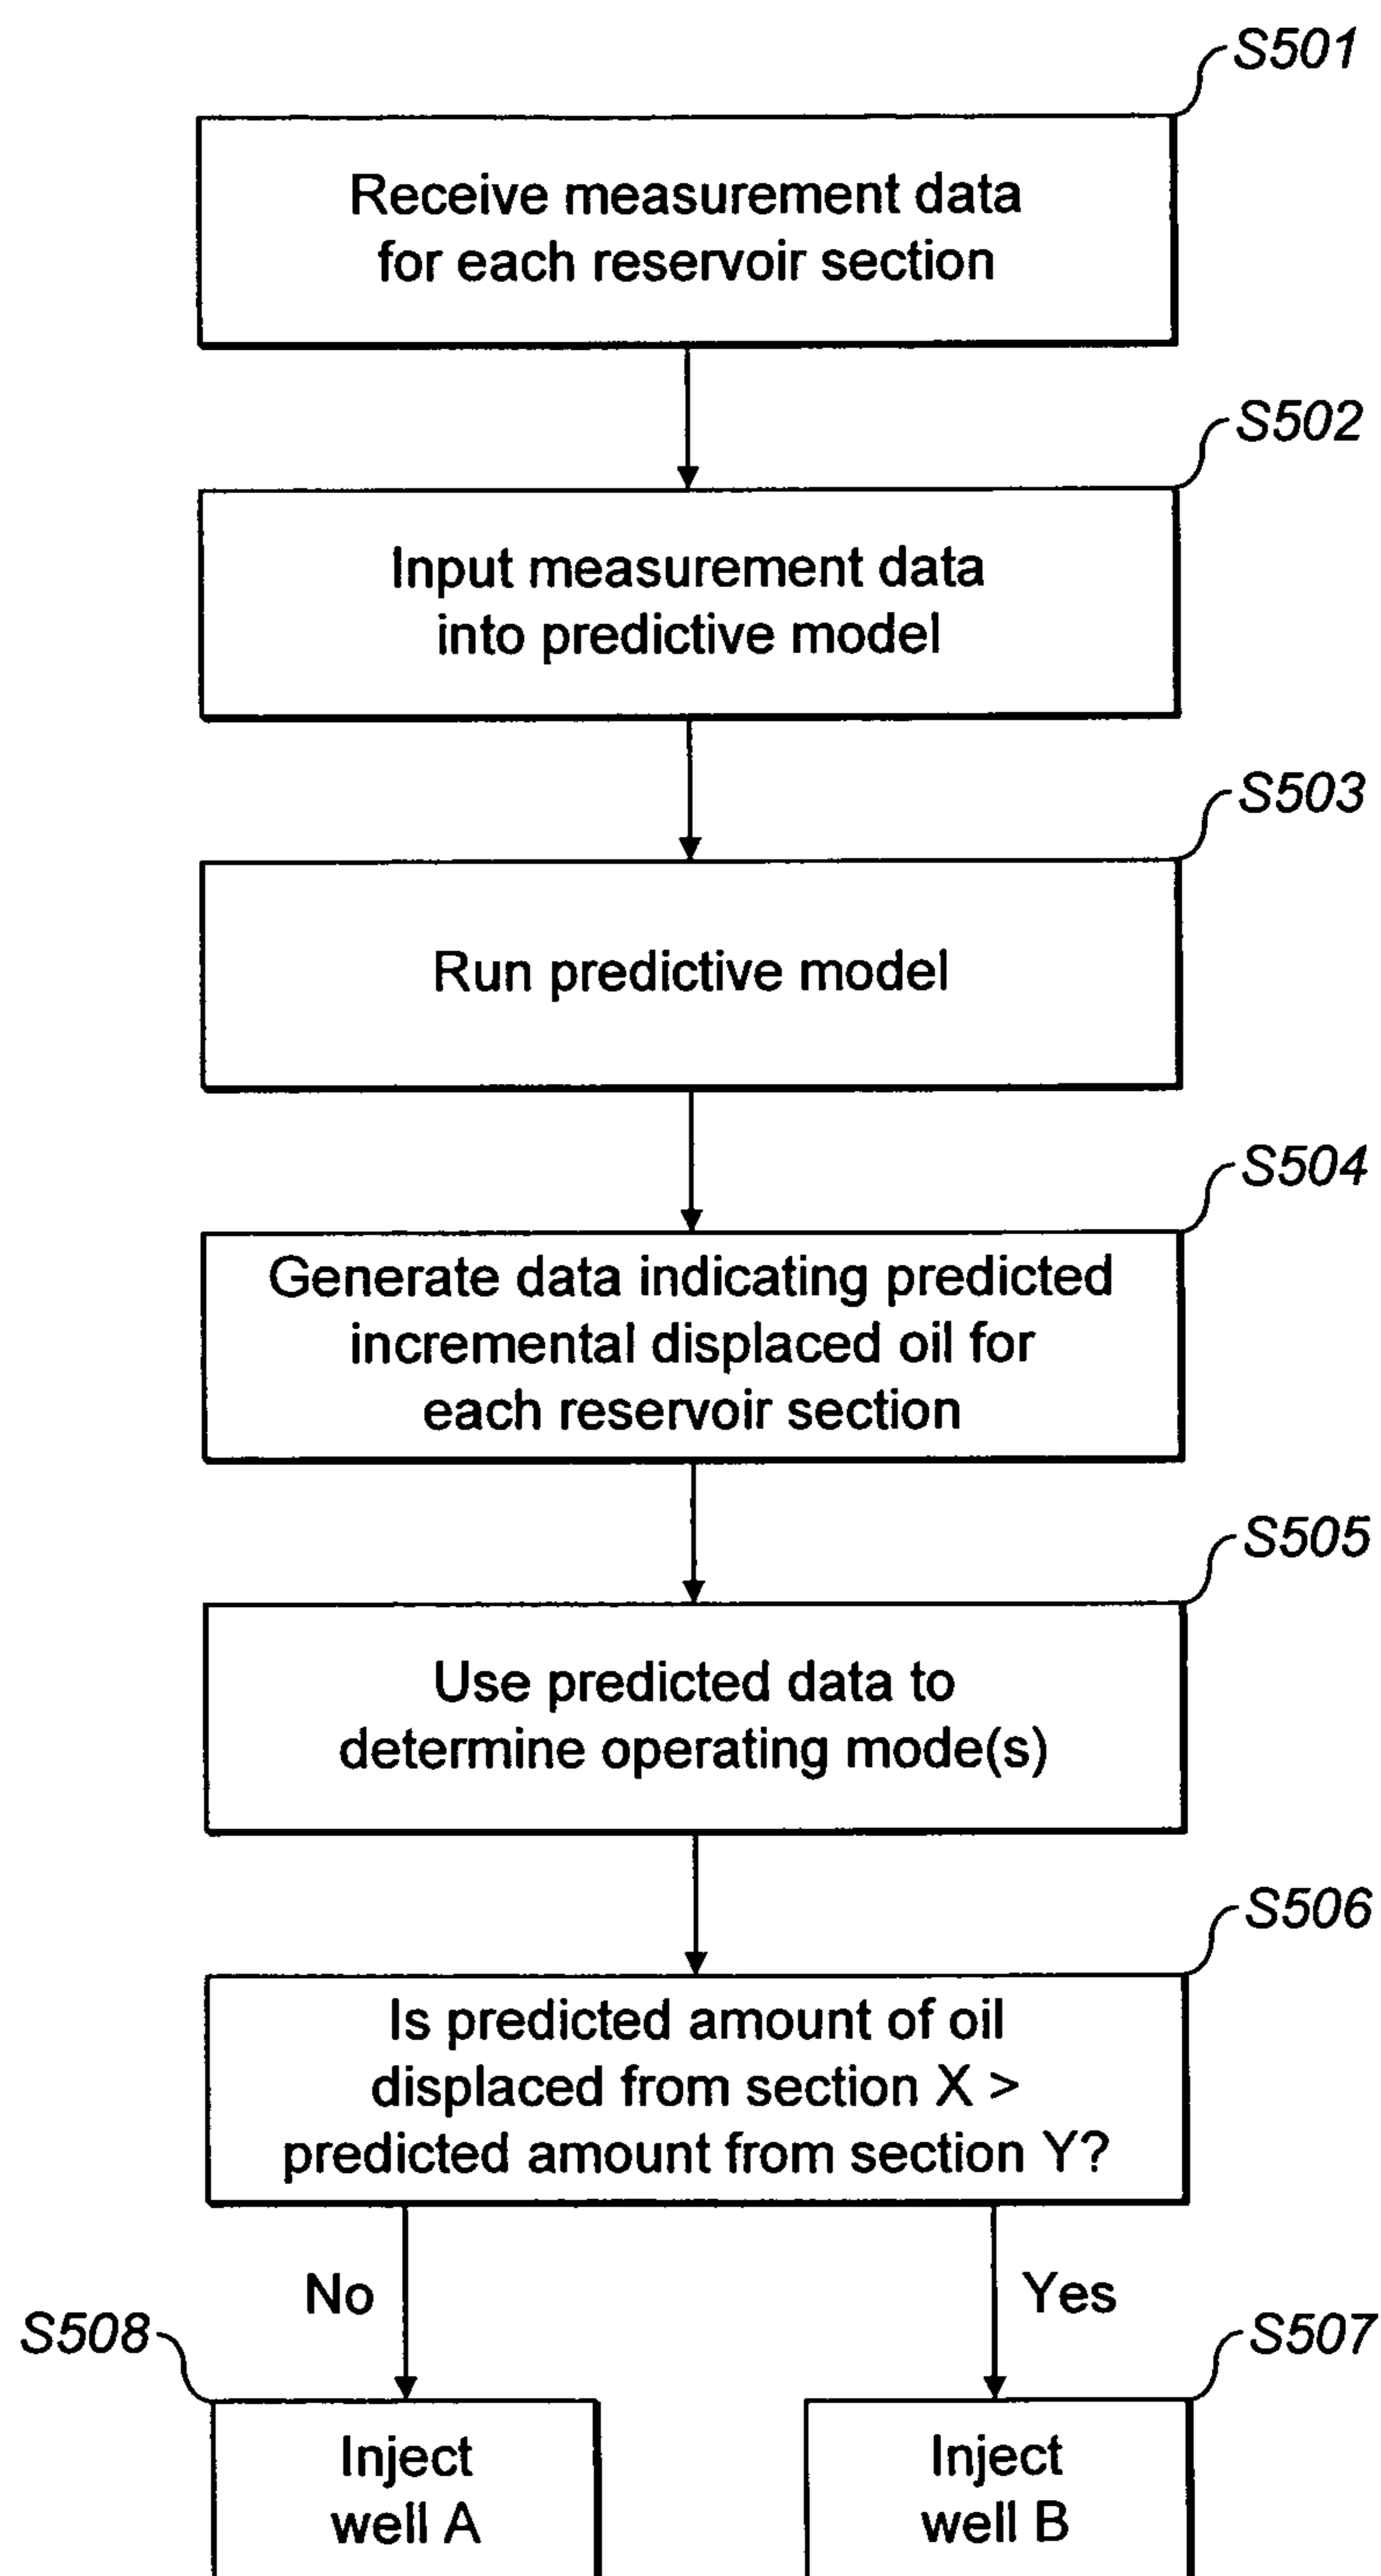 S501
Receive measurement data
for each reservoir section
S502
Input measurement data
into predictive model
S503
Run predictive model
S504
Generate data indicating predicted
incremental displaced oil for
each reservoir section
S505
Use predicted data to
determine operating mode(s)
S506
Is predicted amount of oil
displaced from section X >
predicted amount from section Y?
No
Yes
S508
S507
Inject
well A
Inject
well B